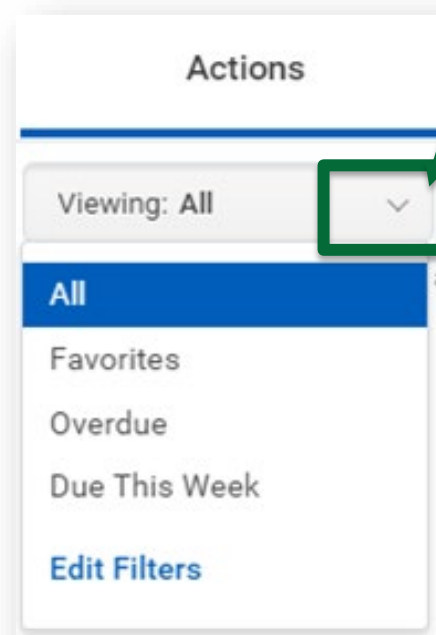 Actions
Viewing: All
All
Favorites
Overdue
Due This Week
Edit Filters